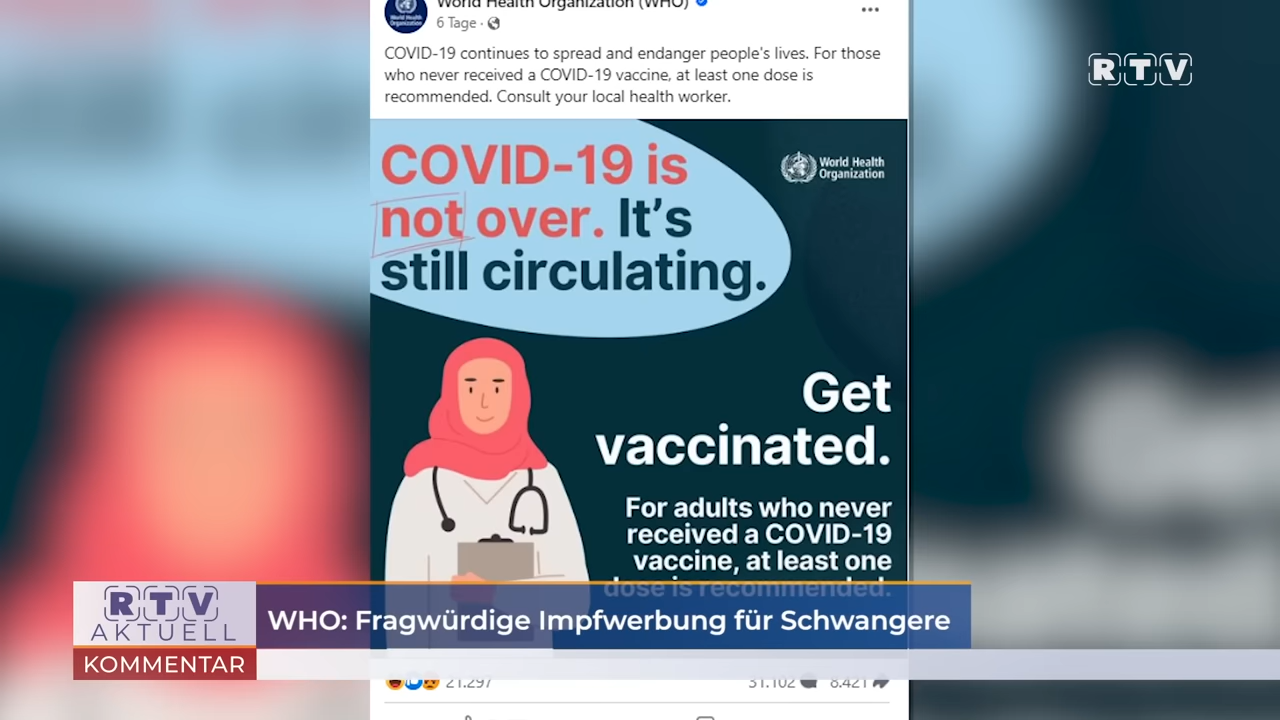 World Health Organization (WHO)
6 Tage ·
COVID-19 continues to spread and endanger people's lives. For those
who never received a COVID-19 vaccine, at least one dose is
recommended. Consult your local health worker.
RTV
COVID-19 is
not over. It's
still circulating.
World Health
Organization
Get
vaccinated.
For adults who never
received a COVID-19
vaccine, at least one
dose is recommended.
RTV
AKTUELL
WHO: Fragwürdige Impfwerbung für Schwangere
KOMMENTAR
21.297
31.102
8.421